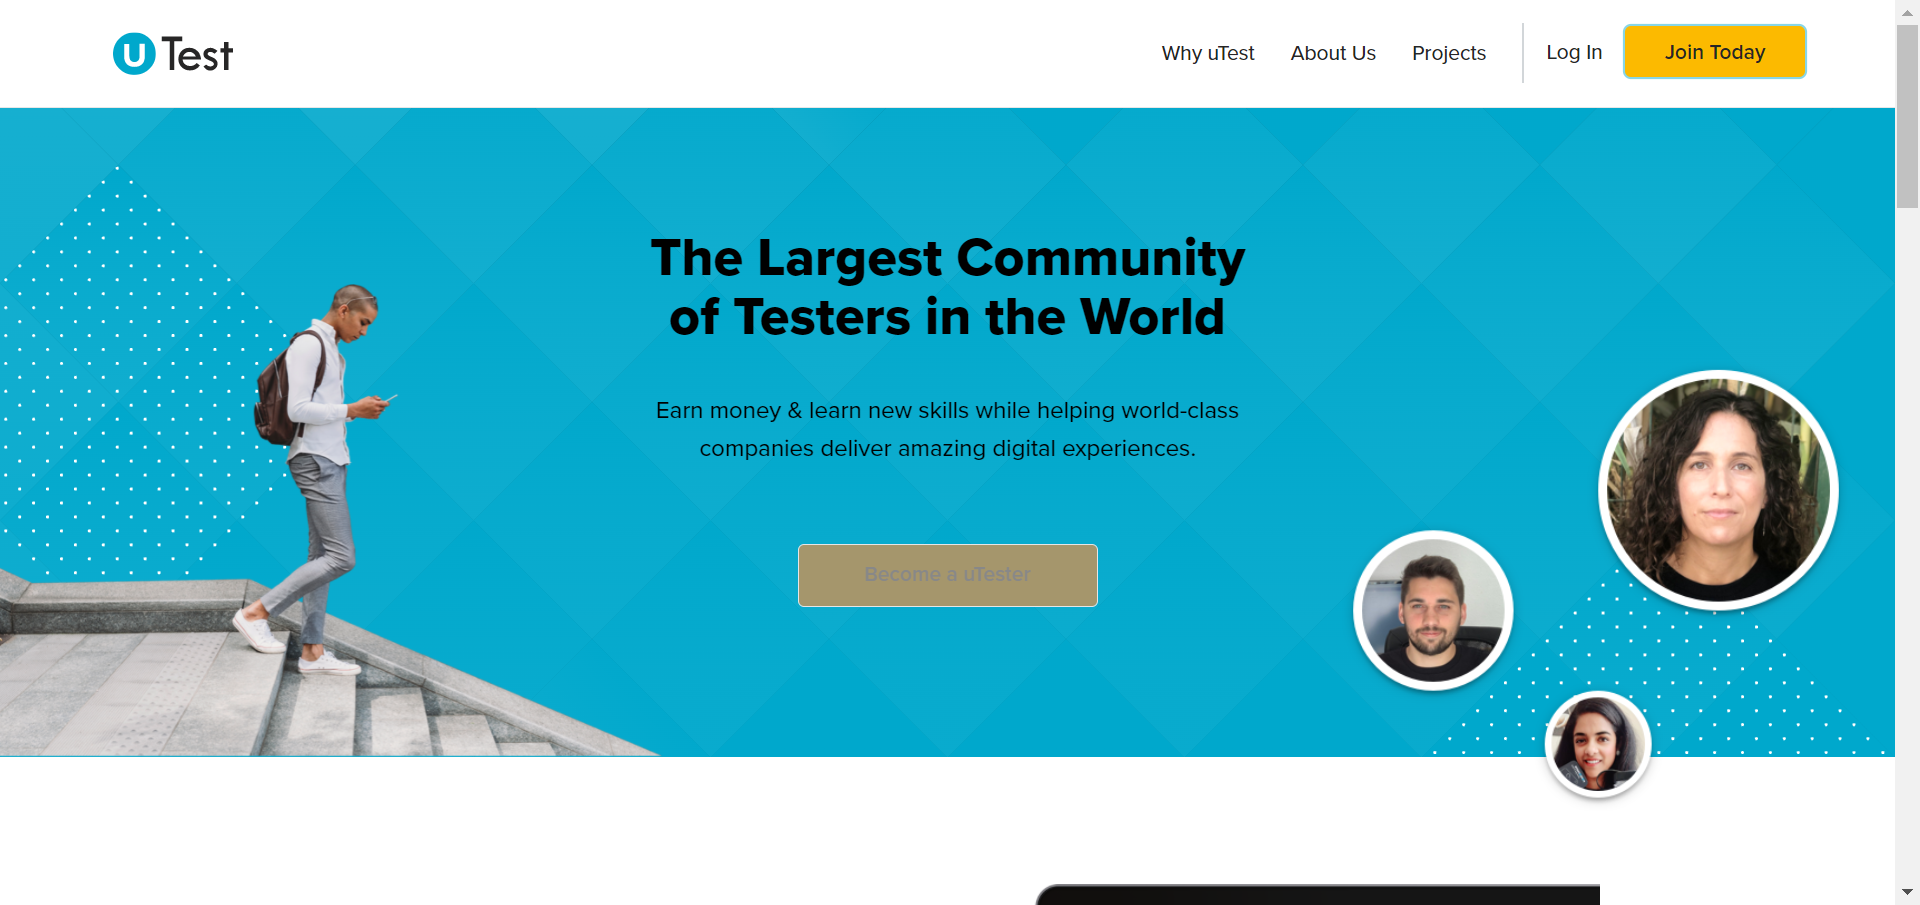 uTest
Why uTest
About Us
Projects
Log In
Join Today
The Largest Community
of Testers in the World
Earn money & learn new skills while helping world-class
companies deliver amazing digital experiences.
Become a uTester